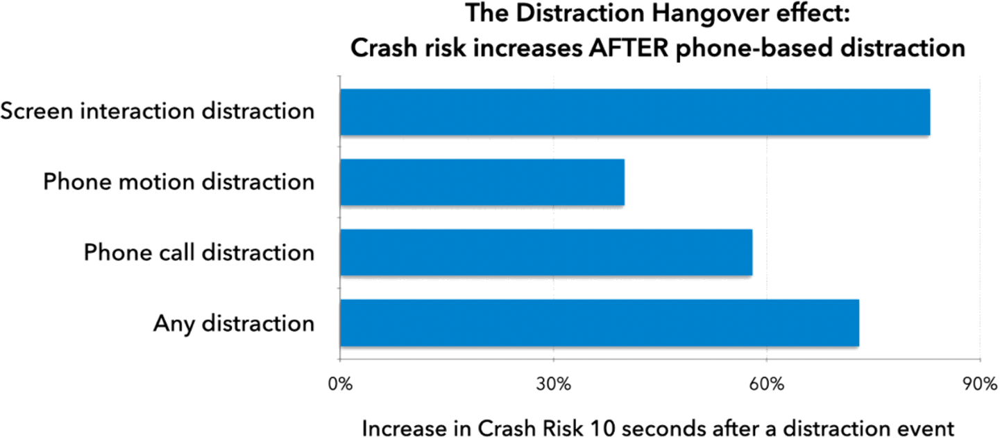 The Distraction Hangover effect:
Crash risk increases AFTER phone-based distraction
Screen interaction distraction
Phone motion distraction
Phone call distraction
Any distraction
0%
30%
60%
90%
Increase in Crash Risk 10 seconds after a distraction event